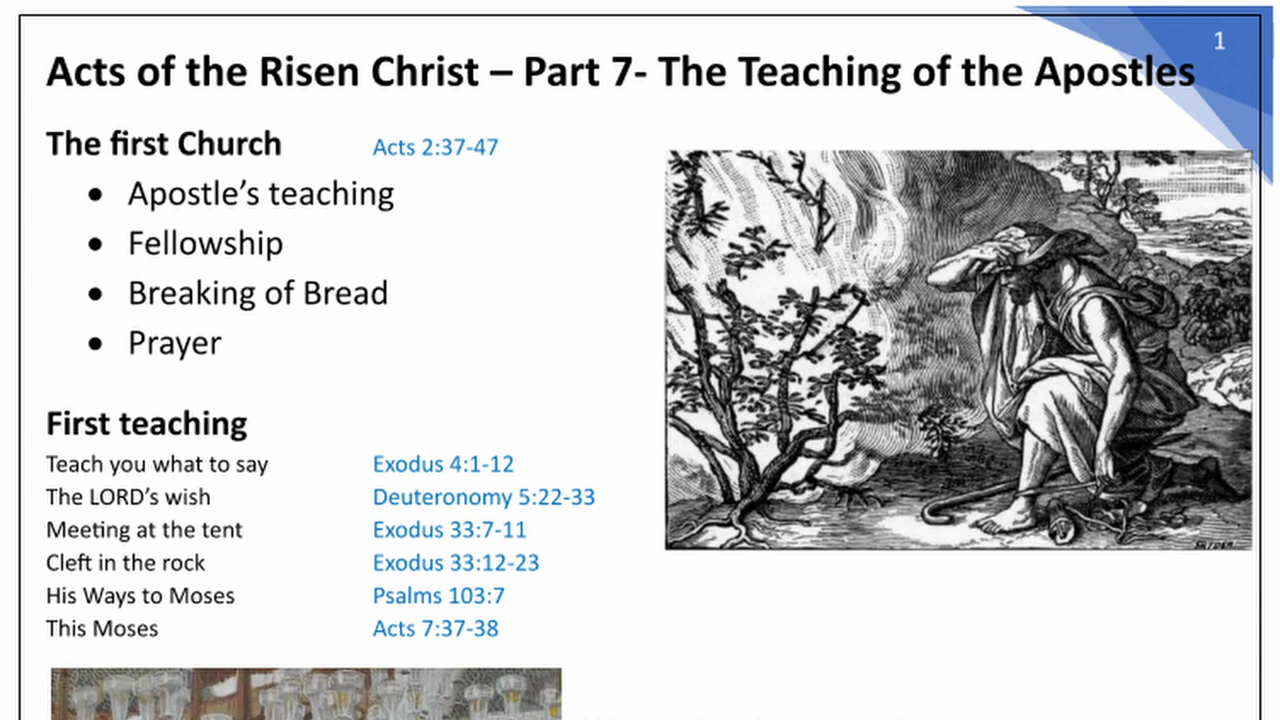 1
Acts of the Risen Christ – Part 7- The Teaching of the Apostles
The first Church Acts 2:37-47
• Apostle’s teaching
• Fellowship
• Breaking of Bread
• Prayer
First teaching
Teach you what to say Exodus 4:1-12
The LORD’s wish Deuteronomy 5:22-33
Meeting at the tent Exodus 33:7-11
Cleft in the rock Exodus 33:12-23
His Ways to Moses Psalms 103:7
This Moses Acts 7:37-38